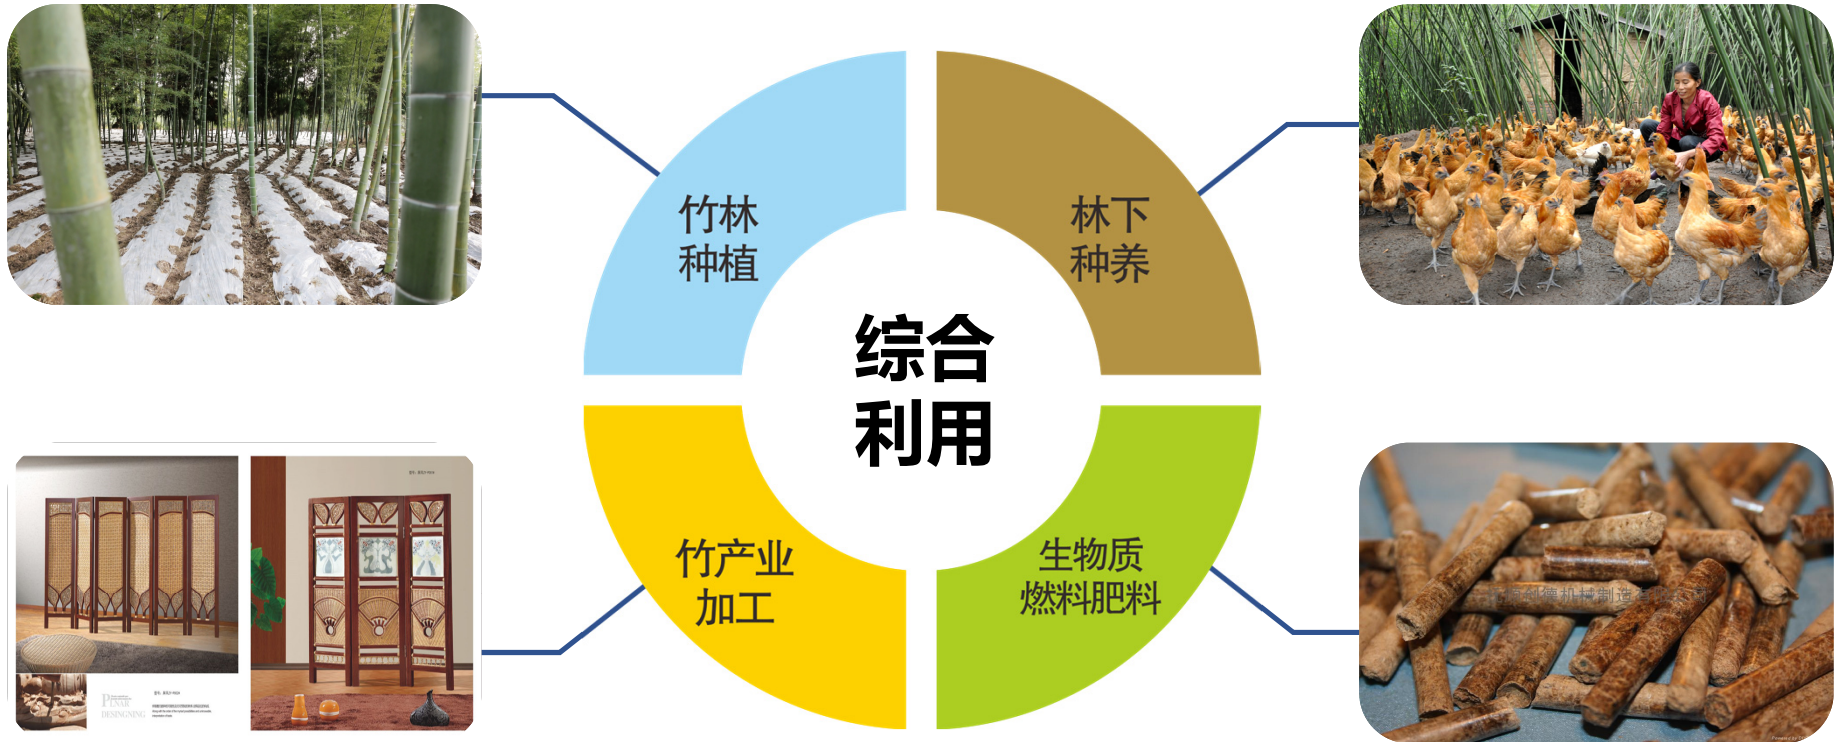 竹林
种植
林下
种养
综合
利用
竹产业
加工
生物质
燃料肥料
DESINGNING